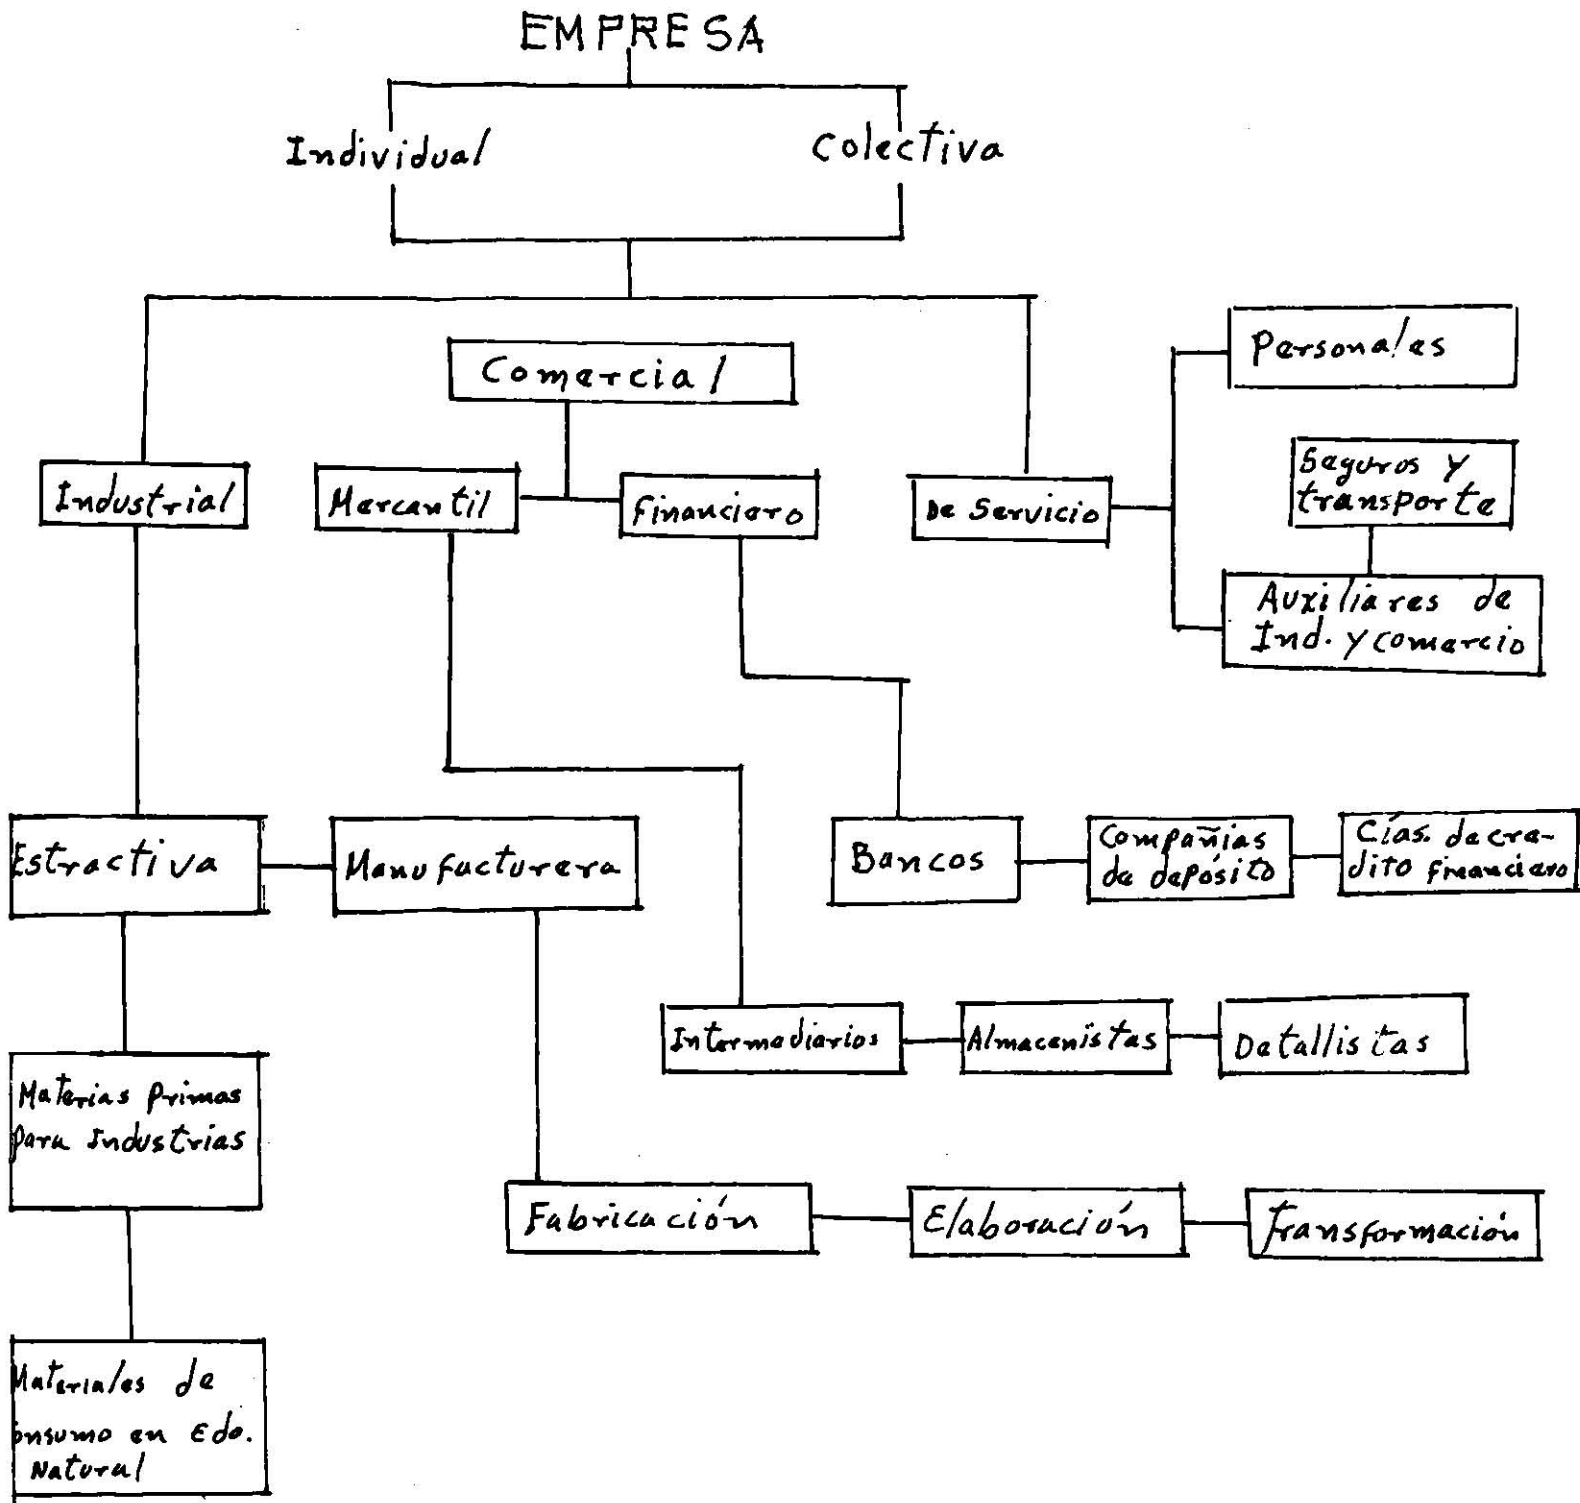 EMPRESA
Individual
Colectiva
Comercial
Personales
Industrial
Mercantil
Financiero
De Servicio
Seguros y
transporte
Auxiliares de
Ind. y comercio
Estractiva
Manufacturera
Bancos
Compañias
de depósito
Cías. de cre-
dito financiero
Intermediarios
Almacenistas
Detallistas
Materias Primas
para Industrias
Fabricación
Elaboración
Transformación
Materiales de
onsumo en Edo.
Natural